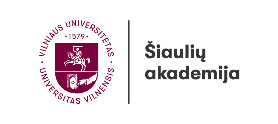 VILNIAUS UNIVERSITETAS
· 1579 ·
UNIVERSITAS VILNENSIS
Šiaulių
akademija